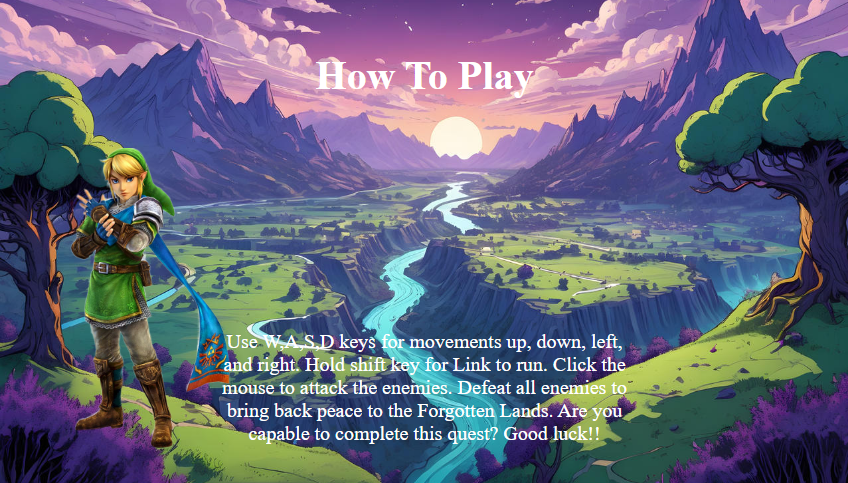 How To Play
Use W,A,S,D keys for movements up, down, left,
and right. Hold shift key for Link to run. Click the
mouse to attack the enemies. Defeat all enemies to
bring back peace to the Forgotten Lands. Are you
capable to complete this quest? Good luck!!